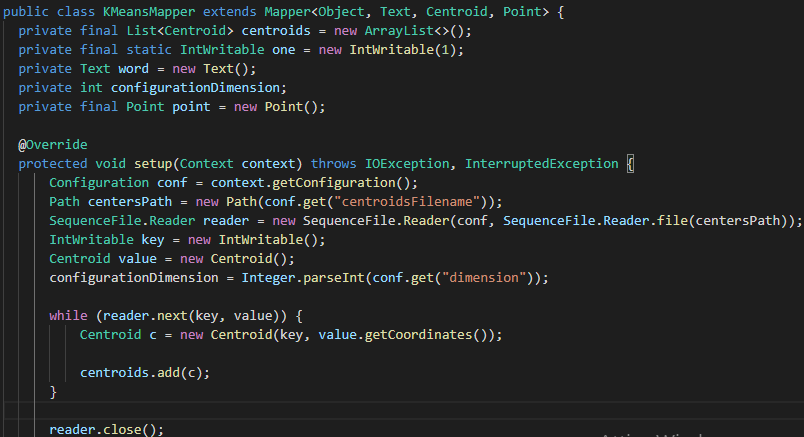 public class KMeansMapper extends Mapper<Object, Text, Centroid, Point> {
private final List<Centroid> centroids = new ArrayList<>();
private final static IntWritable one = new IntWritable(1);
private Text word = new Text();
private int configurationDimension;
private final Point point = new Point();
@Override
protected void setup(Context context) throws IOException, InterruptedException {
Configuration conf = context.getConfiguration();
Path centersPath = new Path(conf.get("centroidsFilename"));
SequenceFile.Reader reader = new SequenceFile.Reader(conf, SequenceFile.Reader.file(centersPath));
IntWritable key = new IntWritable();
Centroid value = new Centroid();
configurationDimension = Integer.parseInt(conf.get("dimension"));
while (reader.next(key, value)) {
Centroid c = new Centroid(key, value.getCoordinates());
centroids.add(c);
}
reader.close();